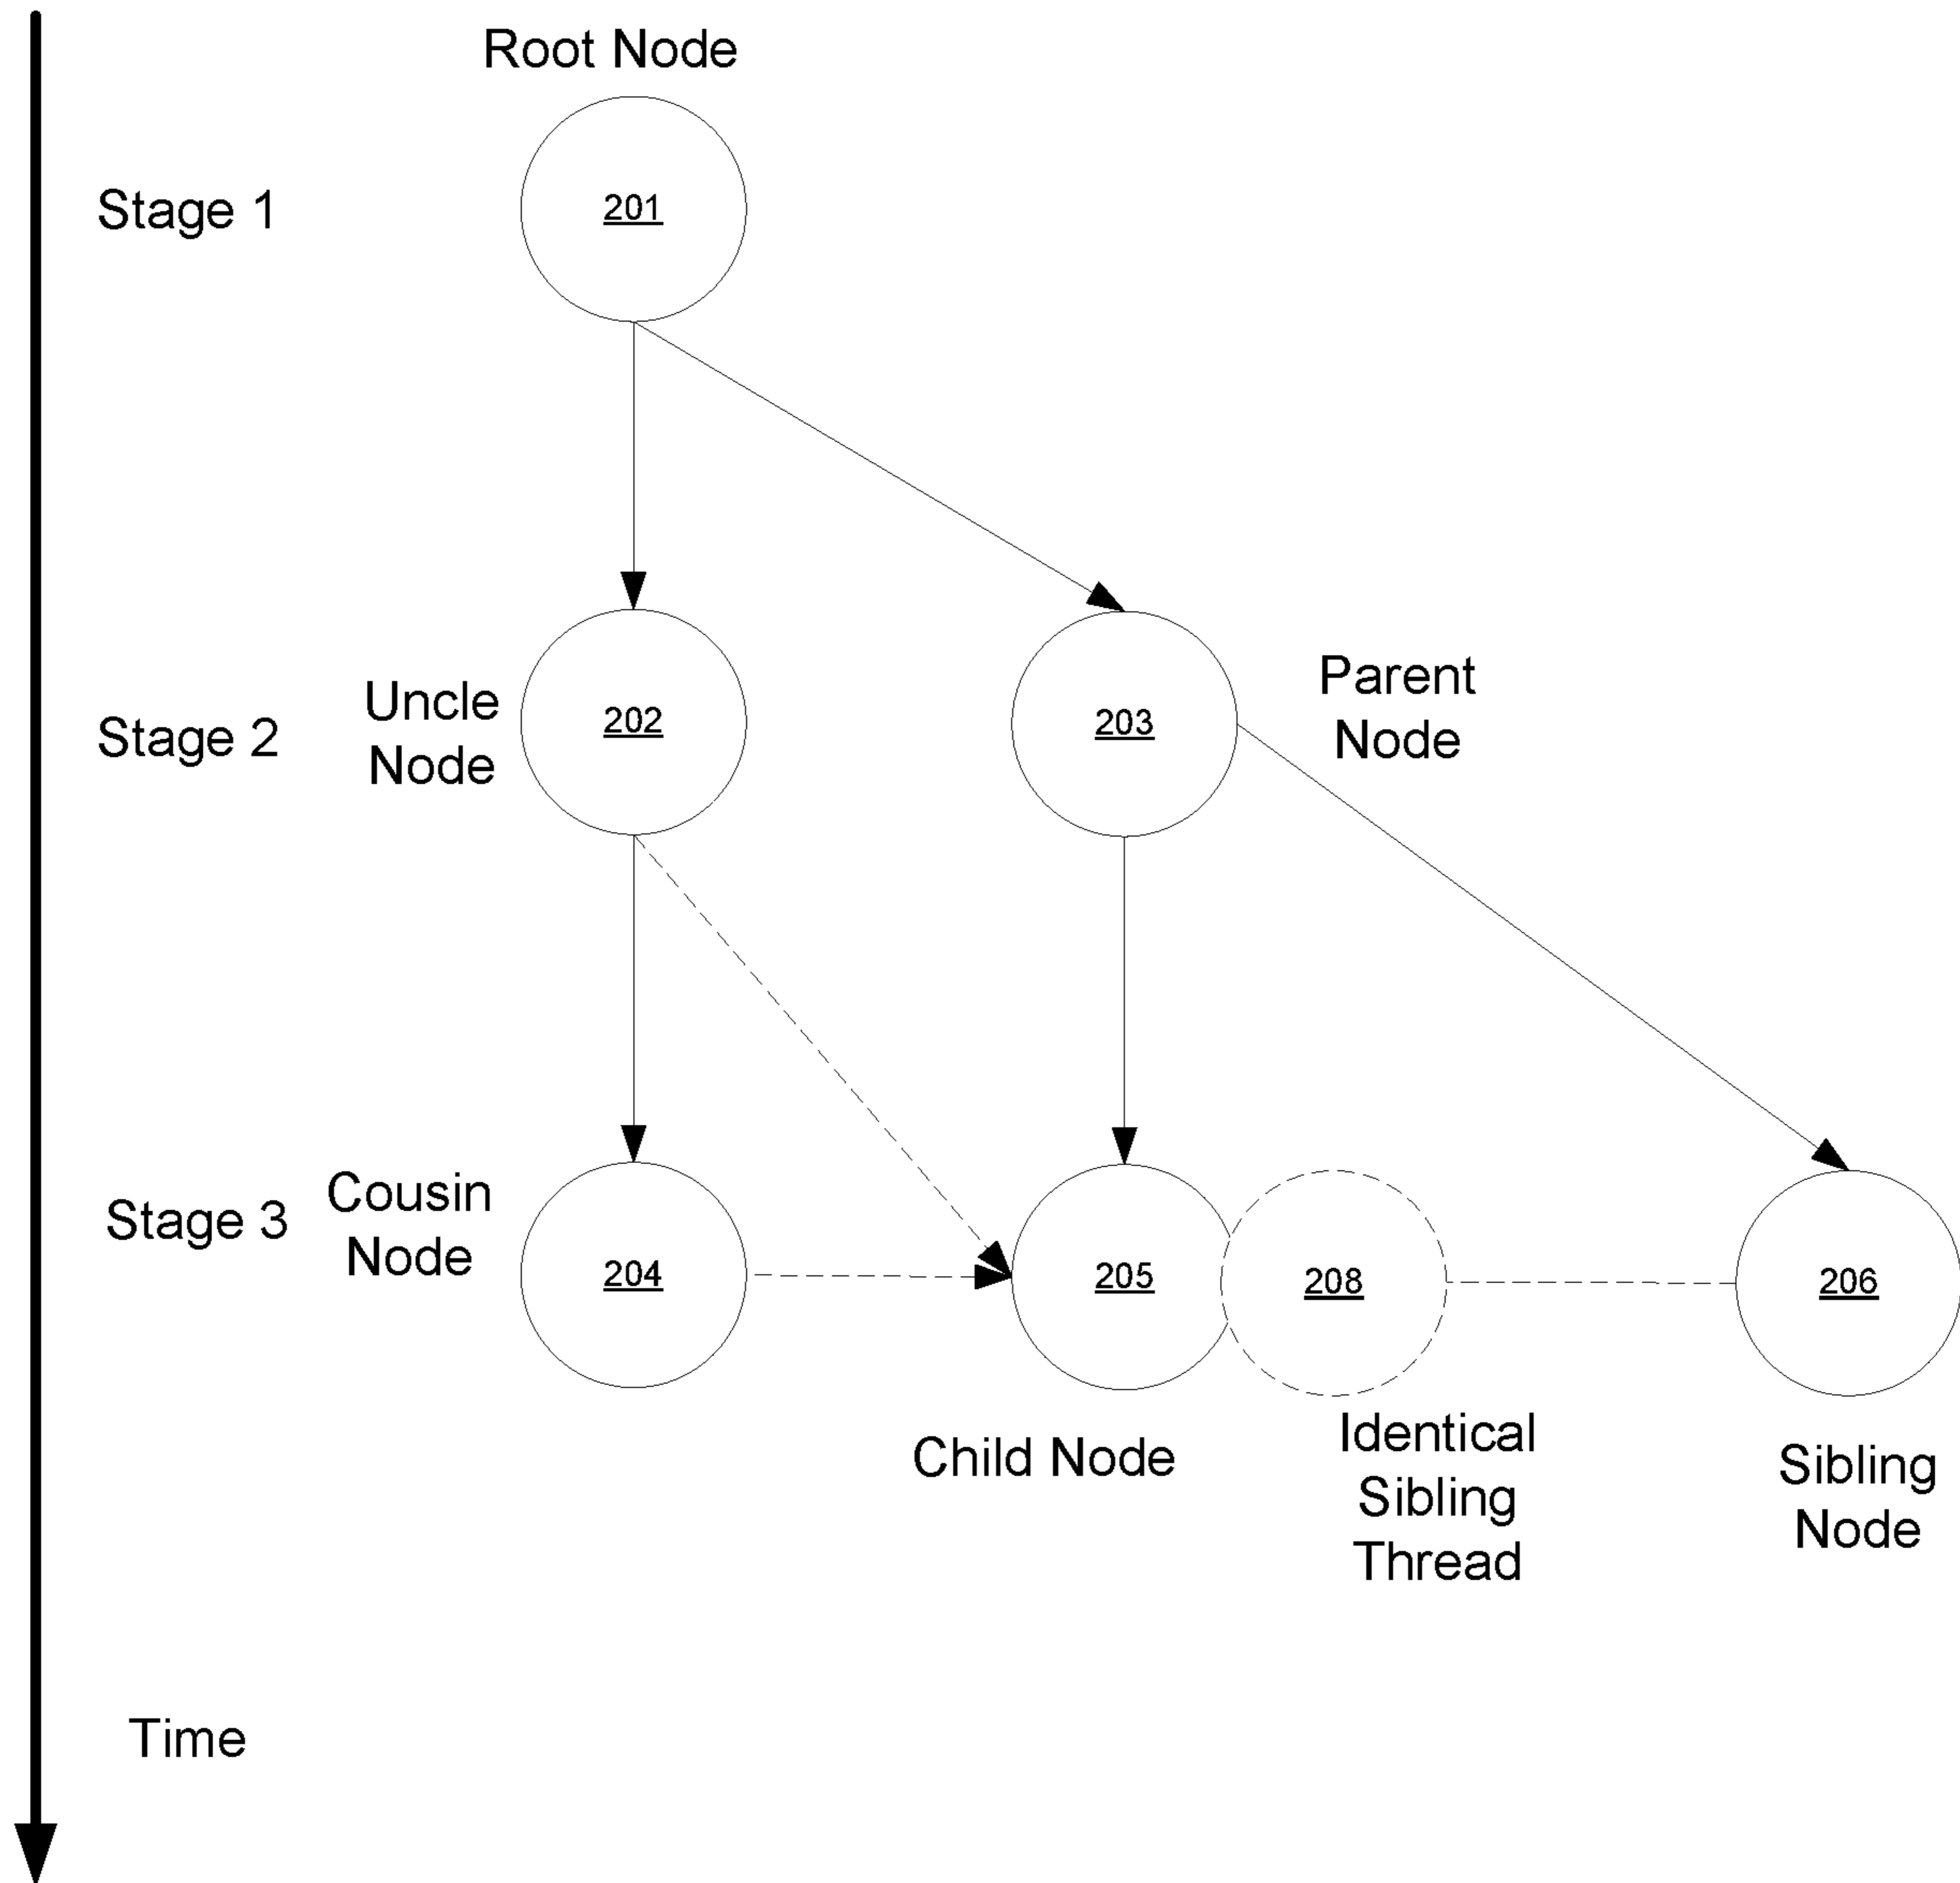 Root Node
Stage 1
201
Stage 2
Uncle
Node
202
203
Parent
Node
Stage 3
Cousin
Node
204
205
208
206
Child Node
Identical
Sibling
Thread
Sibling
Node
Time